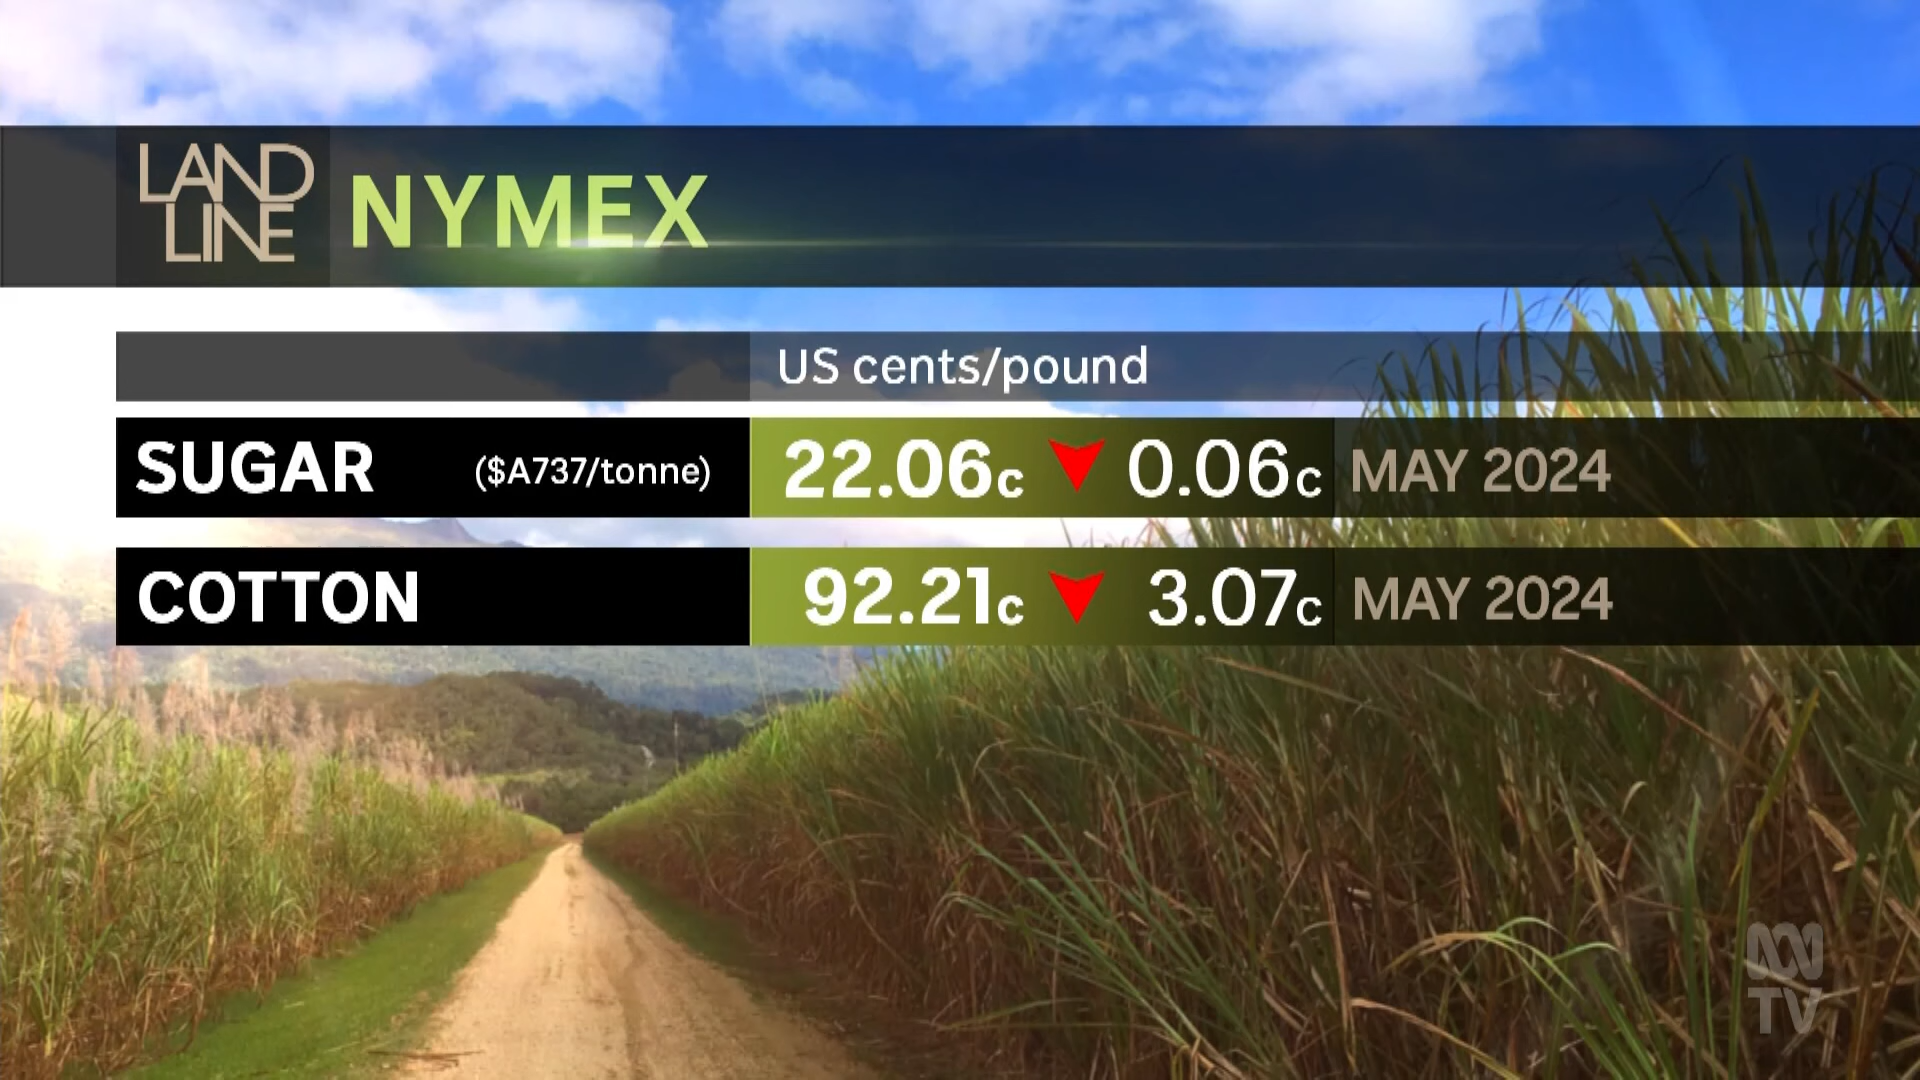 LAND
LINE
NYMEX
US cents/pound
SUGAR ($A737/tonne) 22.06c 0.06c MAY 2024
COTTON 92.21c 3.07c MAY 2024
TV